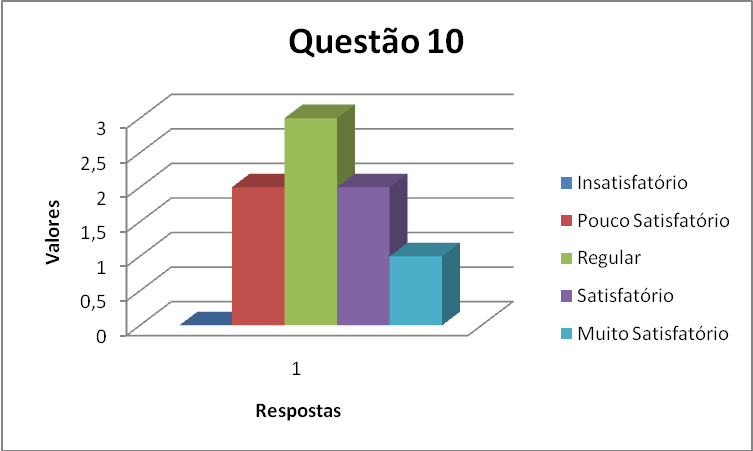 Questão 10
3
2,5
2
1,5
1
0,5
0
Valores
1
Respostas
Insatisfatório
Pouco Satisfatório
Regular
Satisfatório
Muito Satisfatório